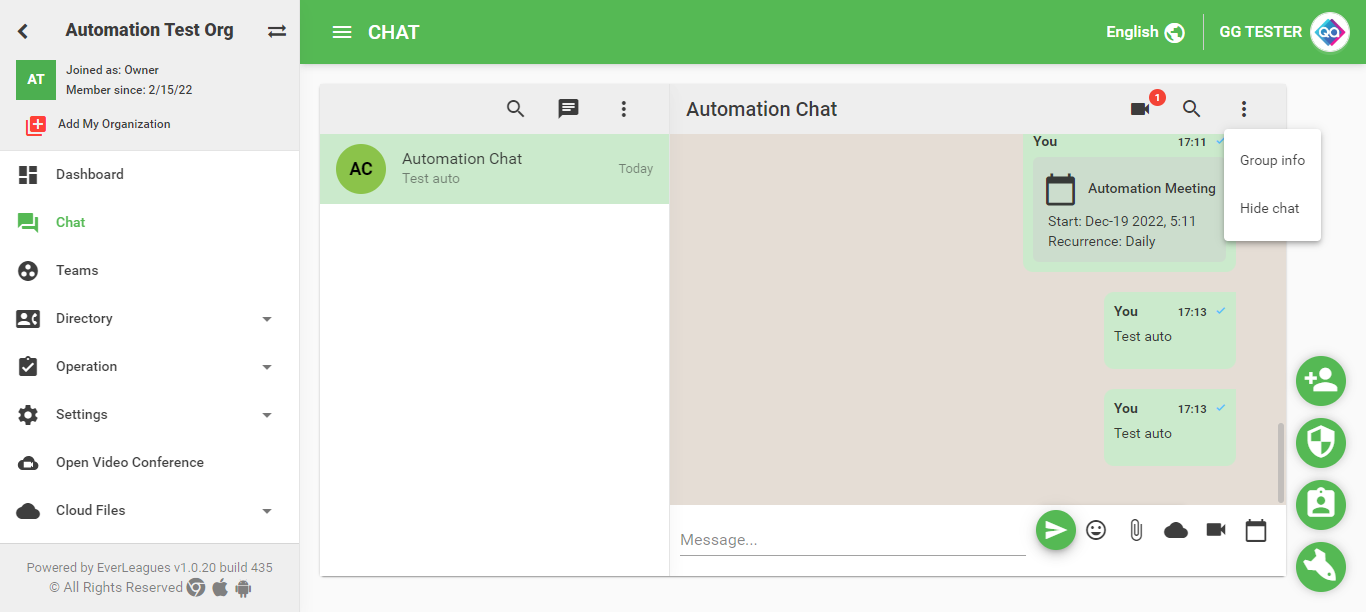 Automation Test Org
AT
Joined as: Owner
Member since: 2/15/22
Add My Organization
Dashboard
Chat
Teams
Directory
Operation
Settings
Open Video Conference
Cloud Files
Powered by EverLeagues v1.0.20 build 435
© All Rights Reserved
CHAT
English
GG TESTER
QQ
AC
Automation Chat
Test auto
Today
Automation Chat
1
Group info
Hide chat
You 17:11
Automation Meeting
Start: Dec-19 2022, 5:11
Recurrence: Daily
You 17:13
Test auto
You 17:13
Test auto
Message...